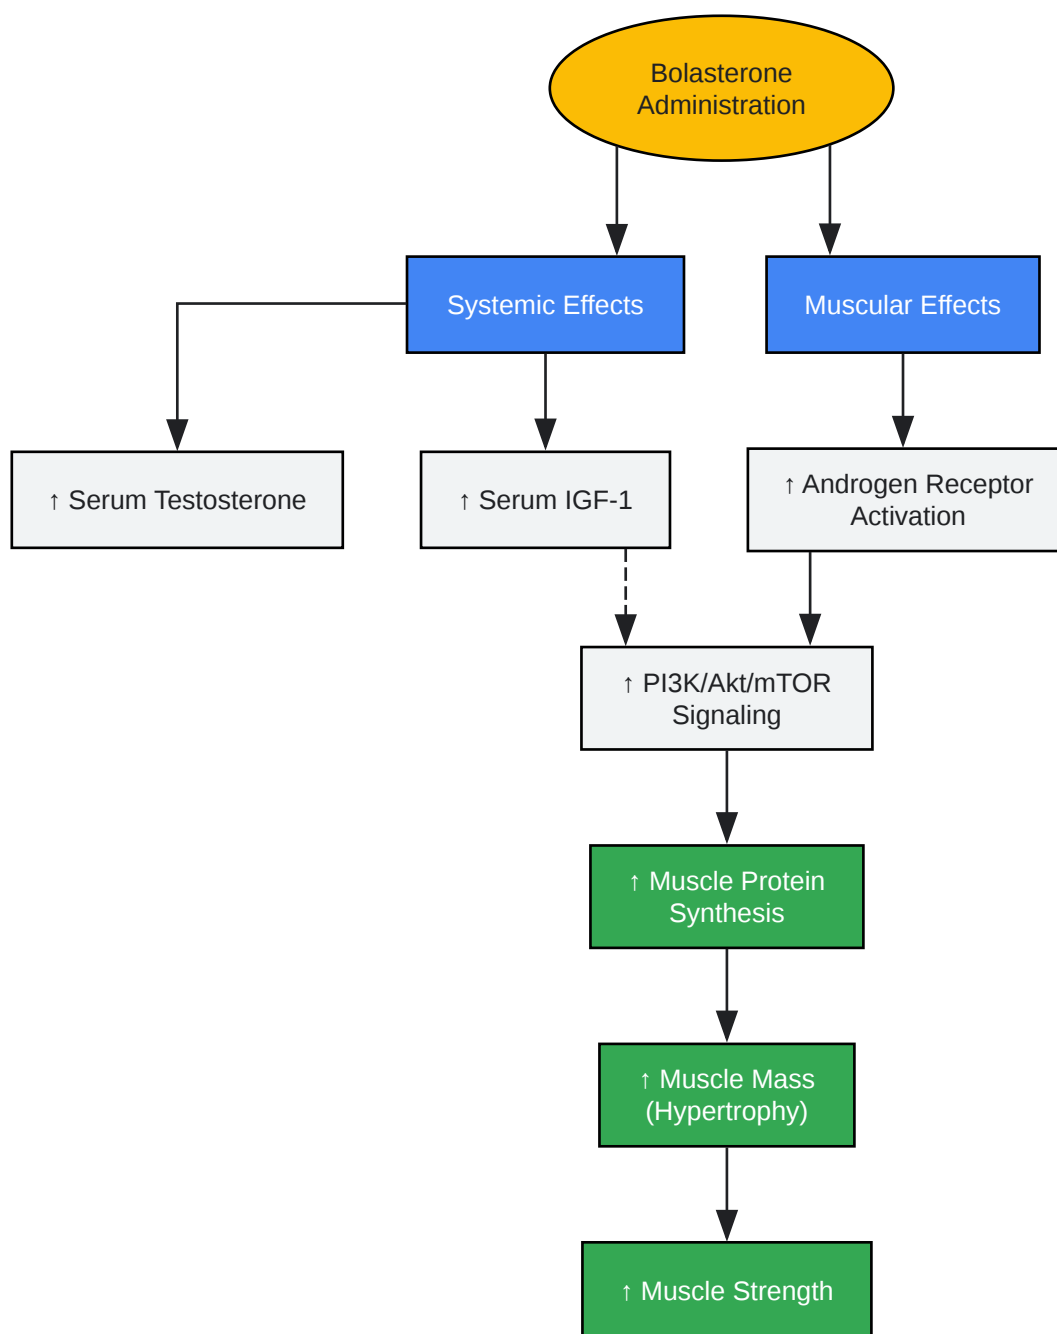 Bolasterone
Administration
Systemic Effects
Muscular Effects
↑ Serum Testosterone
↑ Serum IGF-1
↑ Androgen Receptor
Activation
↑ PI3K/Akt/mTOR
Signaling
↑ Muscle Protein
Synthesis
↑ Muscle Mass
(Hypertrophy)
↑ Muscle Strength